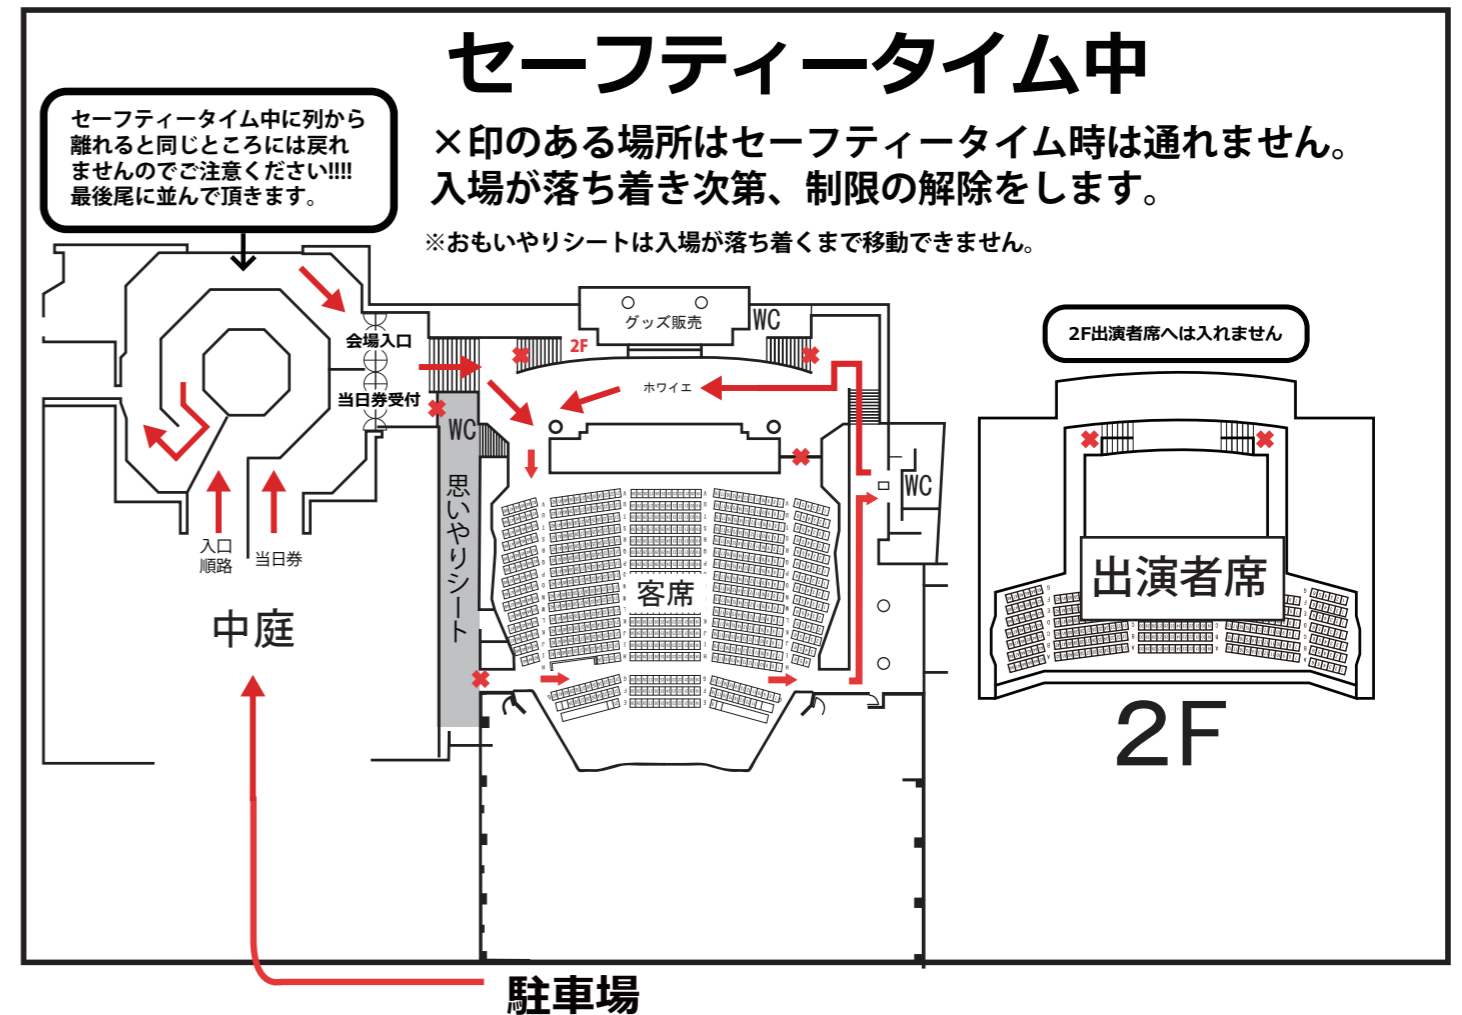 セーフティータイム中
×印のある場所はセーフティータイム時は通れません。
入場が落ち着き次第、制限の解除をします。
※おもいやりシートは入場が落ち着くまで移動できません。
セーフティータイム中に列から
離れると同じところには戻れ
ませんのでご注意ください!!!!
最後尾に並んで頂きます。
会場入口
当日券受付
2F
グッズ販売
WC
ホワイエ
WC
WC
思いやりシート
客席
入口
順路
当日券
中庭
2F出演者席へは入れません
出演者席
2F
駐車場